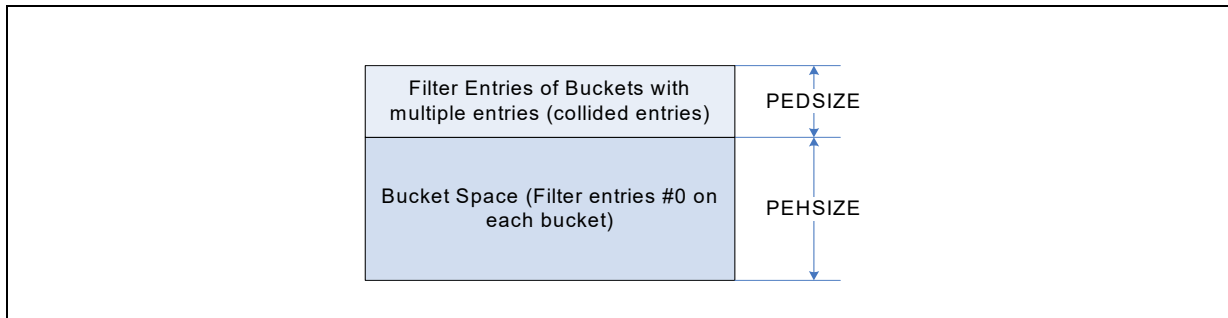 Filter Entries of Buckets with
multiple entries (collided entries)
PEDSIZE
Bucket Space (Filter entries #0 on
each bucket)
PEHSIZE